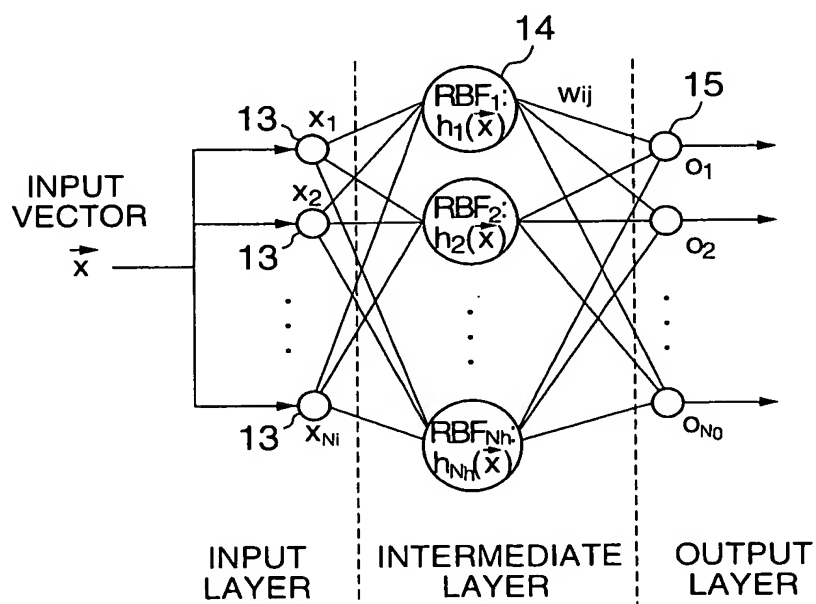 14
13
x1
RBF1:
h1(x⃗)
wij
15
o1
INPUT
VECTOR
x⃗
x2
13
RBF2:
h2(x⃗)
o2
13
xNi
RBFNh:
hNh(x⃗)
oN0
INPUT
LAYER
INTERMEDIATE
LAYER
OUTPUT
LAYER